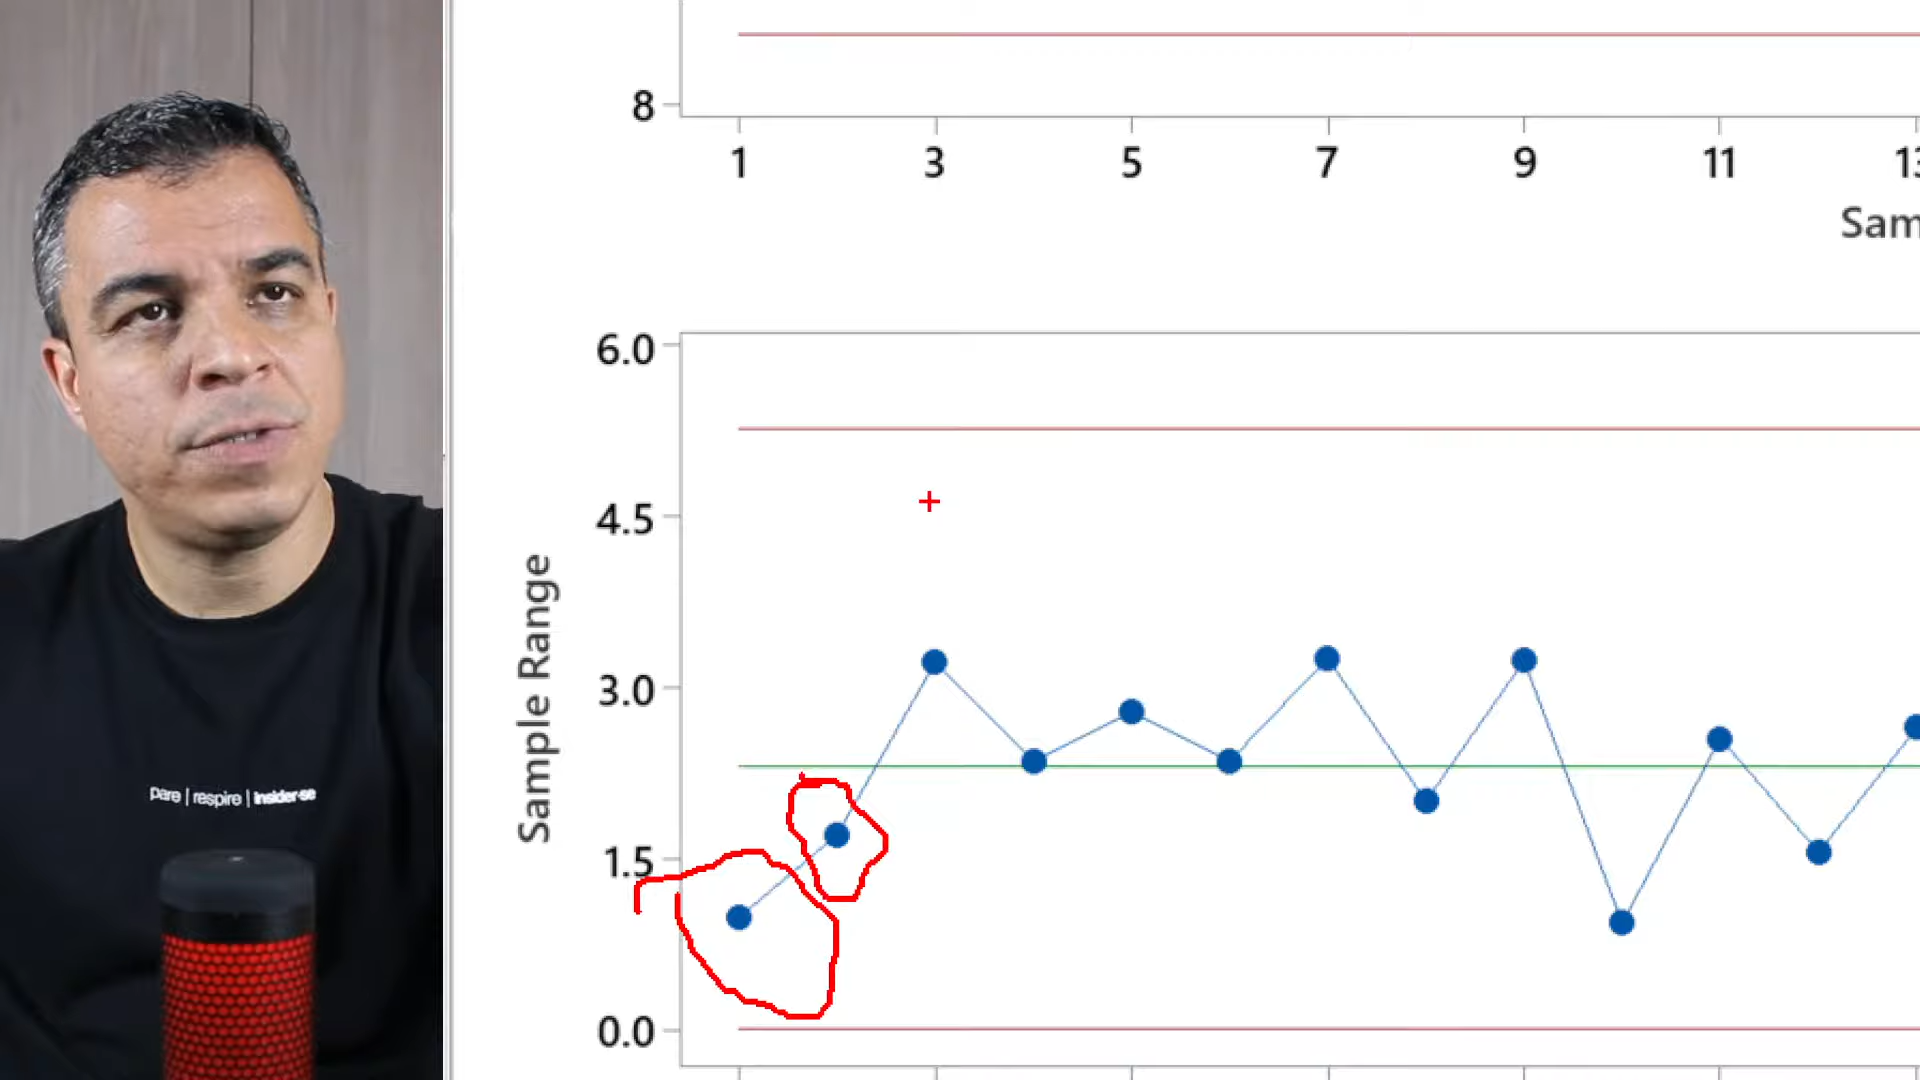 8
1 3 5 7 9 11 13
Sam
6.0
4.5
3.0
1.5
0.0
Sample Range
pare | respire | insider-se